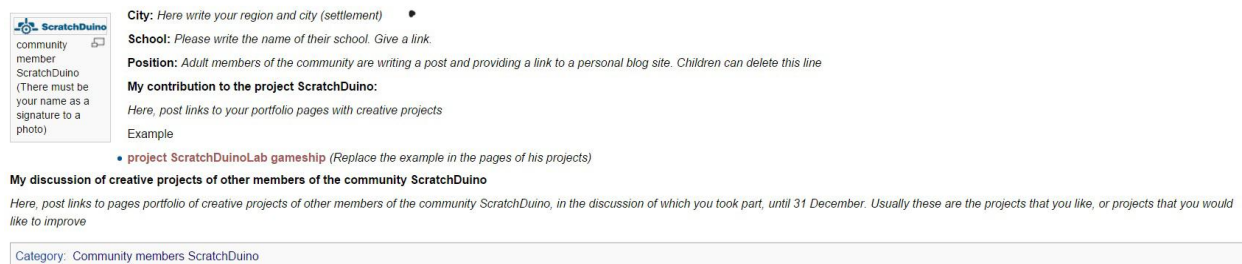 ScratchDuino
community
member
ScratchDuino
(There must be
your name as a
signature to a
photo)
City: Here write your region and city (settlement)
School: Please write the name of their school. Give a link.
Position: Adult members of the community are writing a post and providing a link to a personal blog site. Children can delete this line
My contribution to the project ScratchDuino:
Here, post links to your portfolio pages with creative projects
Example
• project ScratchDuinoLab gameship (Replace the example in the pages of his projects)
My discussion of creative projects of other members of the community ScratchDuino
Here, post links to pages portfolio of creative projects of other members of the community ScratchDuino, in the discussion of which you took part, until 31 December. Usually these are the projects that you like, or projects that you would
like to improve
Category: Community members ScratchDuino